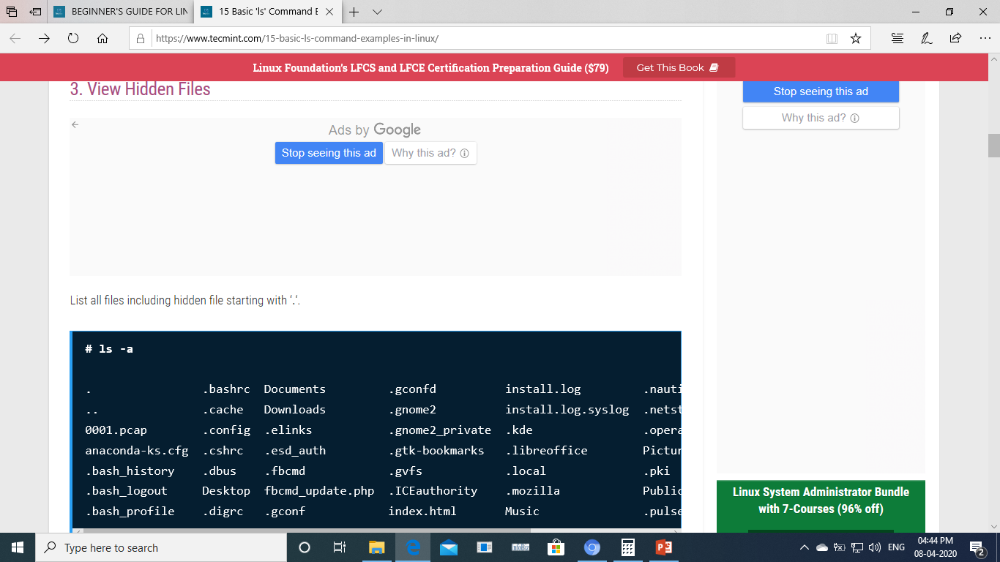 BEGINNER'S GUIDE FOR LIN
15 Basic 'ls' Command E
https://www.tecmint.com/15-basic-ls-command-examples-in-linux/
Linux Foundation's LFCS and LFCE Certification Preparation Guide ($79)
Get This Book
3. View Hidden Files
Ads by Google
Stop seeing this ad
Why this ad?
List all files including hidden file starting with '.'.
# ls -a
. .bashrc Documents .gconfd install.log .nauti
.. .cache Downloads .gnome2 install.log.syslog .netst
0001.pcap .config .elinks .gnome2_private .kde .opera
anaconda-ks.cfg .cshrc .esd_auth .gtk-bookmarks .libreoffice Pictur
.bash_history .dbus .fbcmd .gvfs .local .pki
.bash_logout Desktop fbcmd_update.php .ICEauthority .mozilla Public
.bash_profile .digrc .gconf index.html Music .pulse
Stop seeing this ad
Why this ad?
Linux System Administrator Bundle
with 7-Courses (96% off)
Type here to search
ENG
04:44 PM
08-04-2020
2